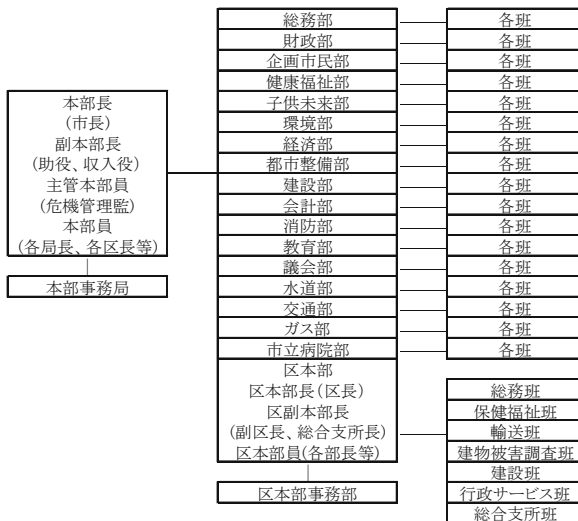 本部長
(市長)
副本部長
(助役、収入役)
主管本部員
(危機管理監)
本部員
(各局長、各区長等)
本部事務局
総務部 各班
財政部 各班
企画市民部 各班
健康福祉部 各班
子供未来部 各班
環境部 各班
経済部 各班
都市整備部 各班
建設部 各班
会計部 各班
消防部 各班
教育部 各班
議会部 各班
水道部 各班
交通部 各班
ガス部 各班
市立病院部 各班
区本部
区本部長(区長)
区副本部長
(副区長、総合支所長)
区本部員(各部長等)
区本部事務部
総務班
保健福祉班
輸送班
建物被害調査班
建設班
行政サービス班
総合支所班